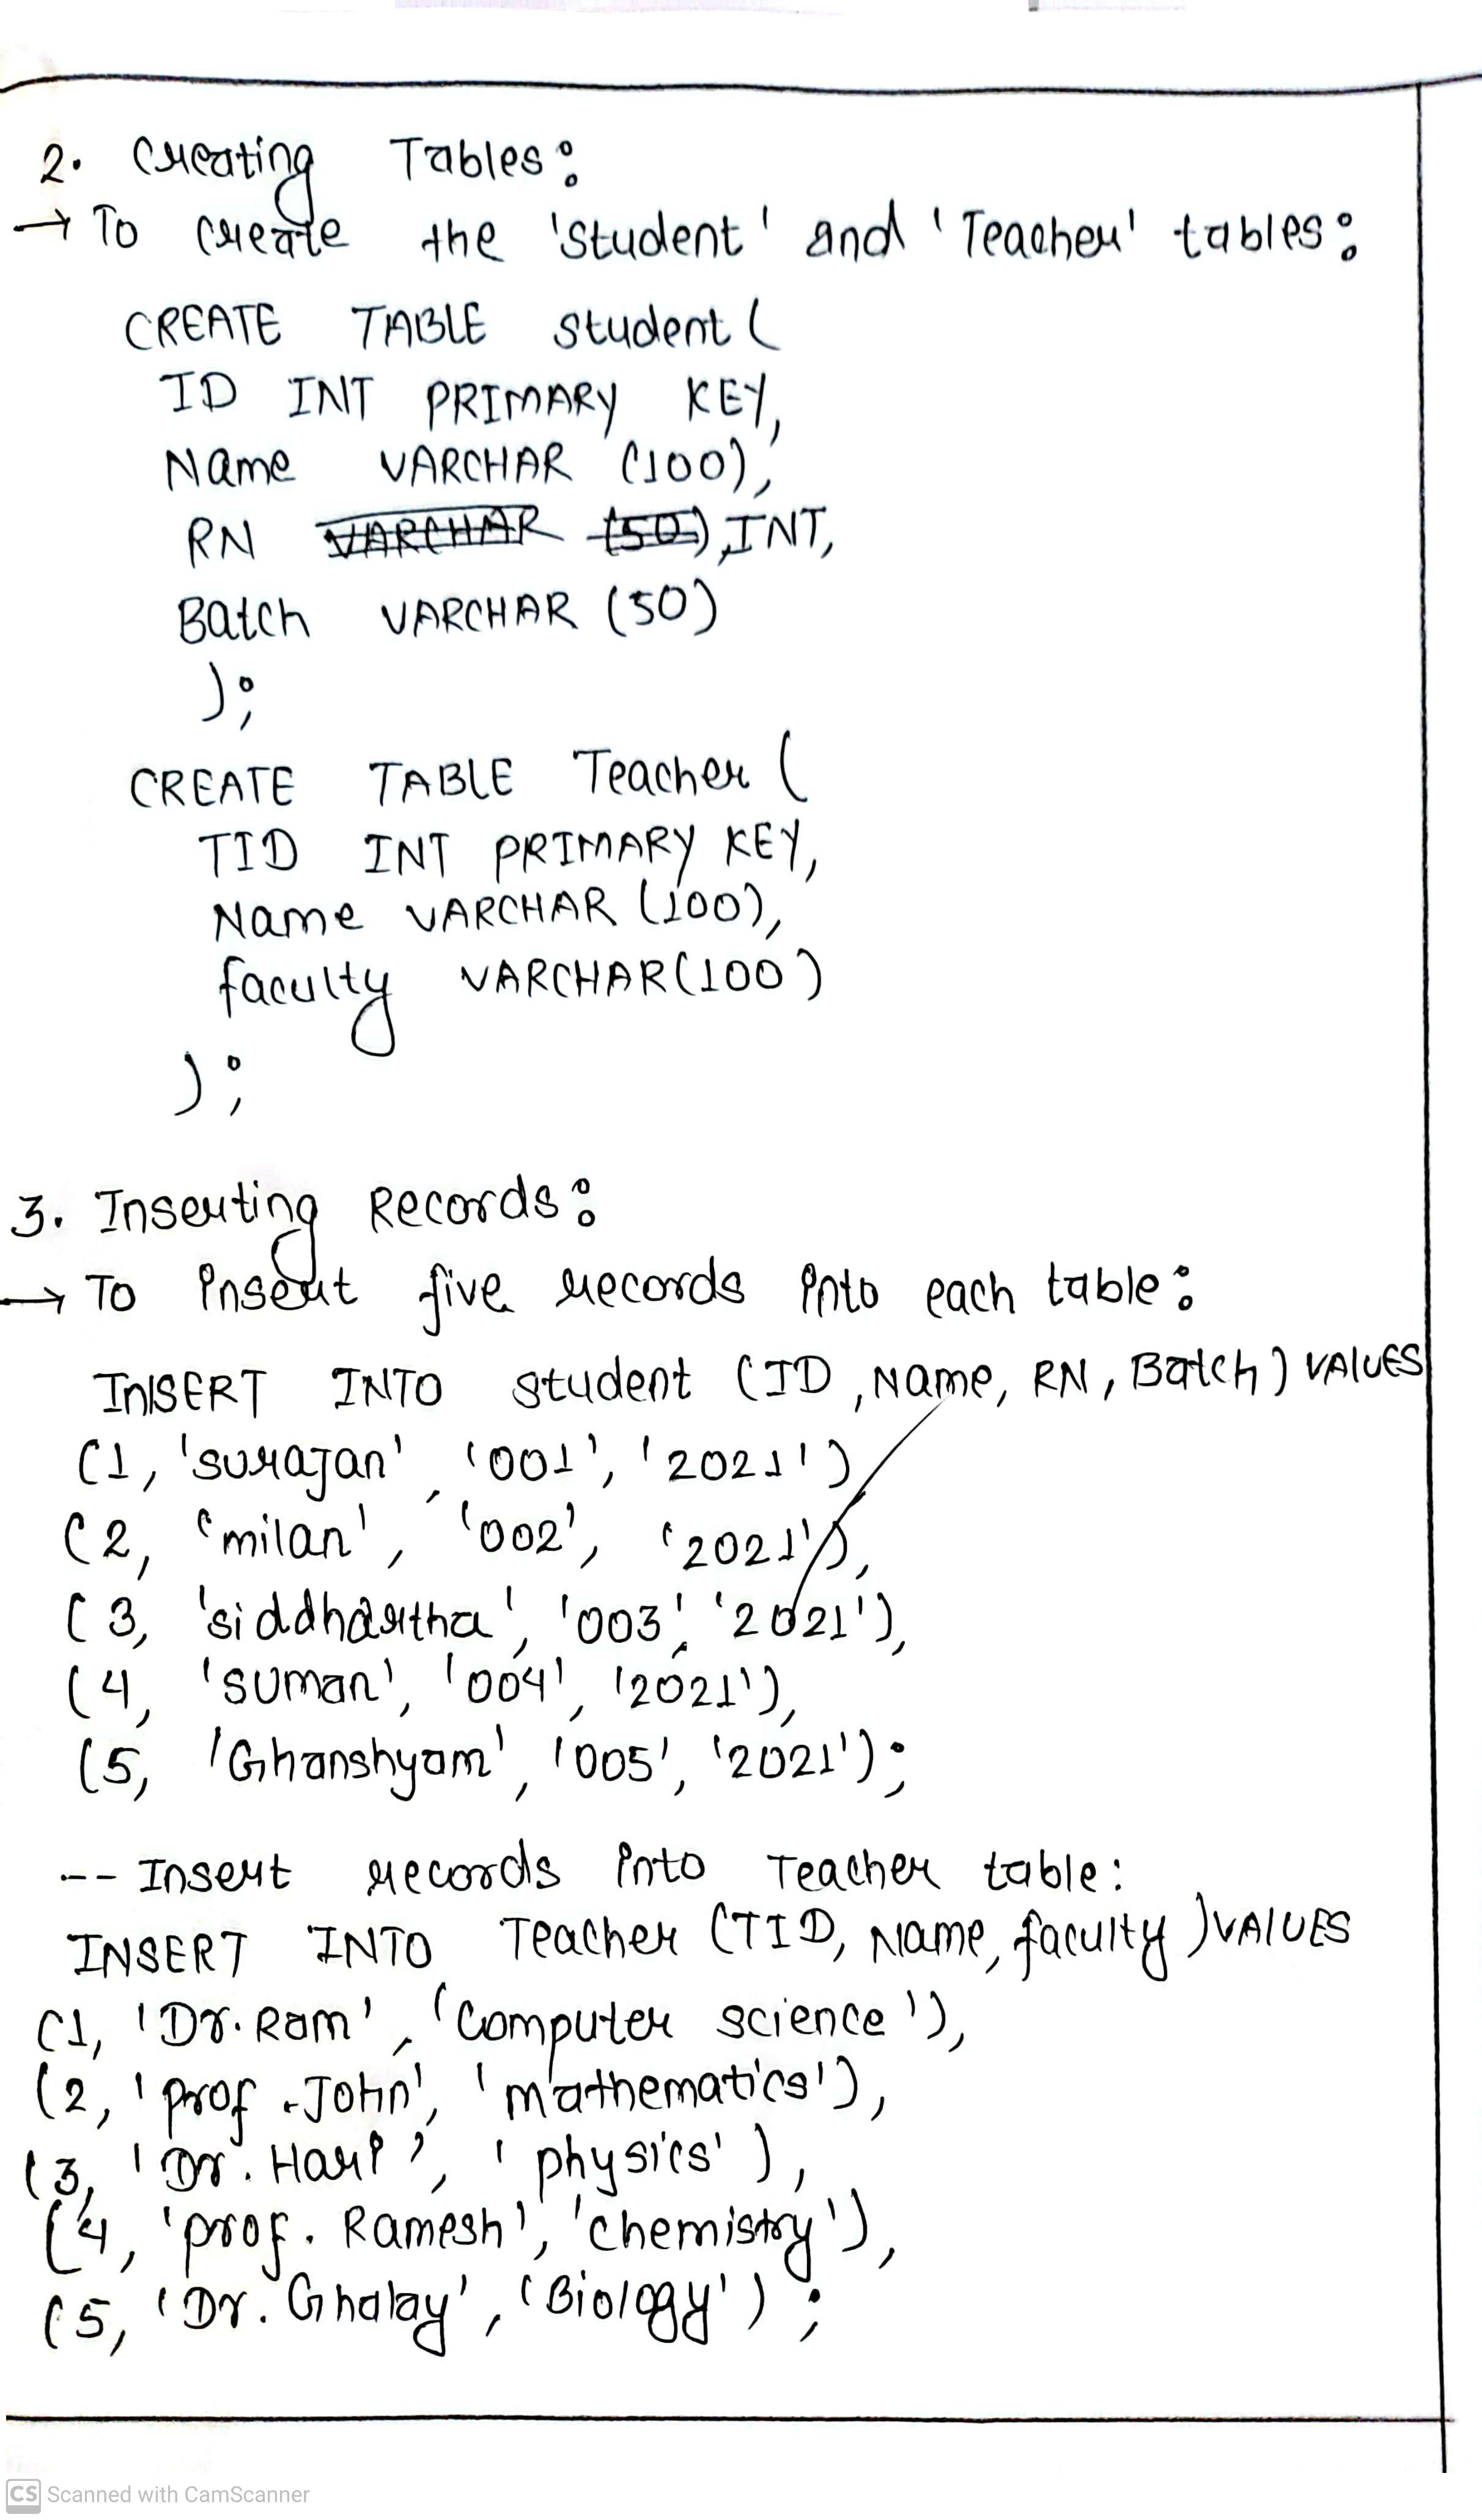 2. Creating Tables:
→ To create the 'student' and 'Teacher' tables:
CREATE TABLE student (
ID INT PRIMARY KEY,
Name VARCHAR (100),
RN VARCHAR (50), INT,
Batch VARCHAR (50)
);
CREATE TABLE Teacher (
TID INT PRIMARY KEY,
Name VARCHAR (100),
faculty VARCHAR (100)
);
3. Inserting Records:
→ To insert five records into each table:
INSERT INTO student (ID, Name, RN, Batch) VALUES
(1, 'surajan', '001', '2021')
(2, 'milan', '002', '2021'),
(3, 'siddhartha', '003', '2021'),
(4, 'suman', '004', '2021'),
(5, 'Ghanshyam', '005', '2021');
-- Insert records into Teacher table:
INSERT INTO Teacher (TID, Name, faculty) VALUES
(1, 'Dr. Ram', 'Computer science'),
(2, 'prof. John', 'mathematics'),
(3, 'Dr. Hari', 'physics'),
(4, 'prof. Ramesh', 'chemistry'),
(5, 'Dr. Ghalay', 'Biology');
CS Scanned with CamScanner